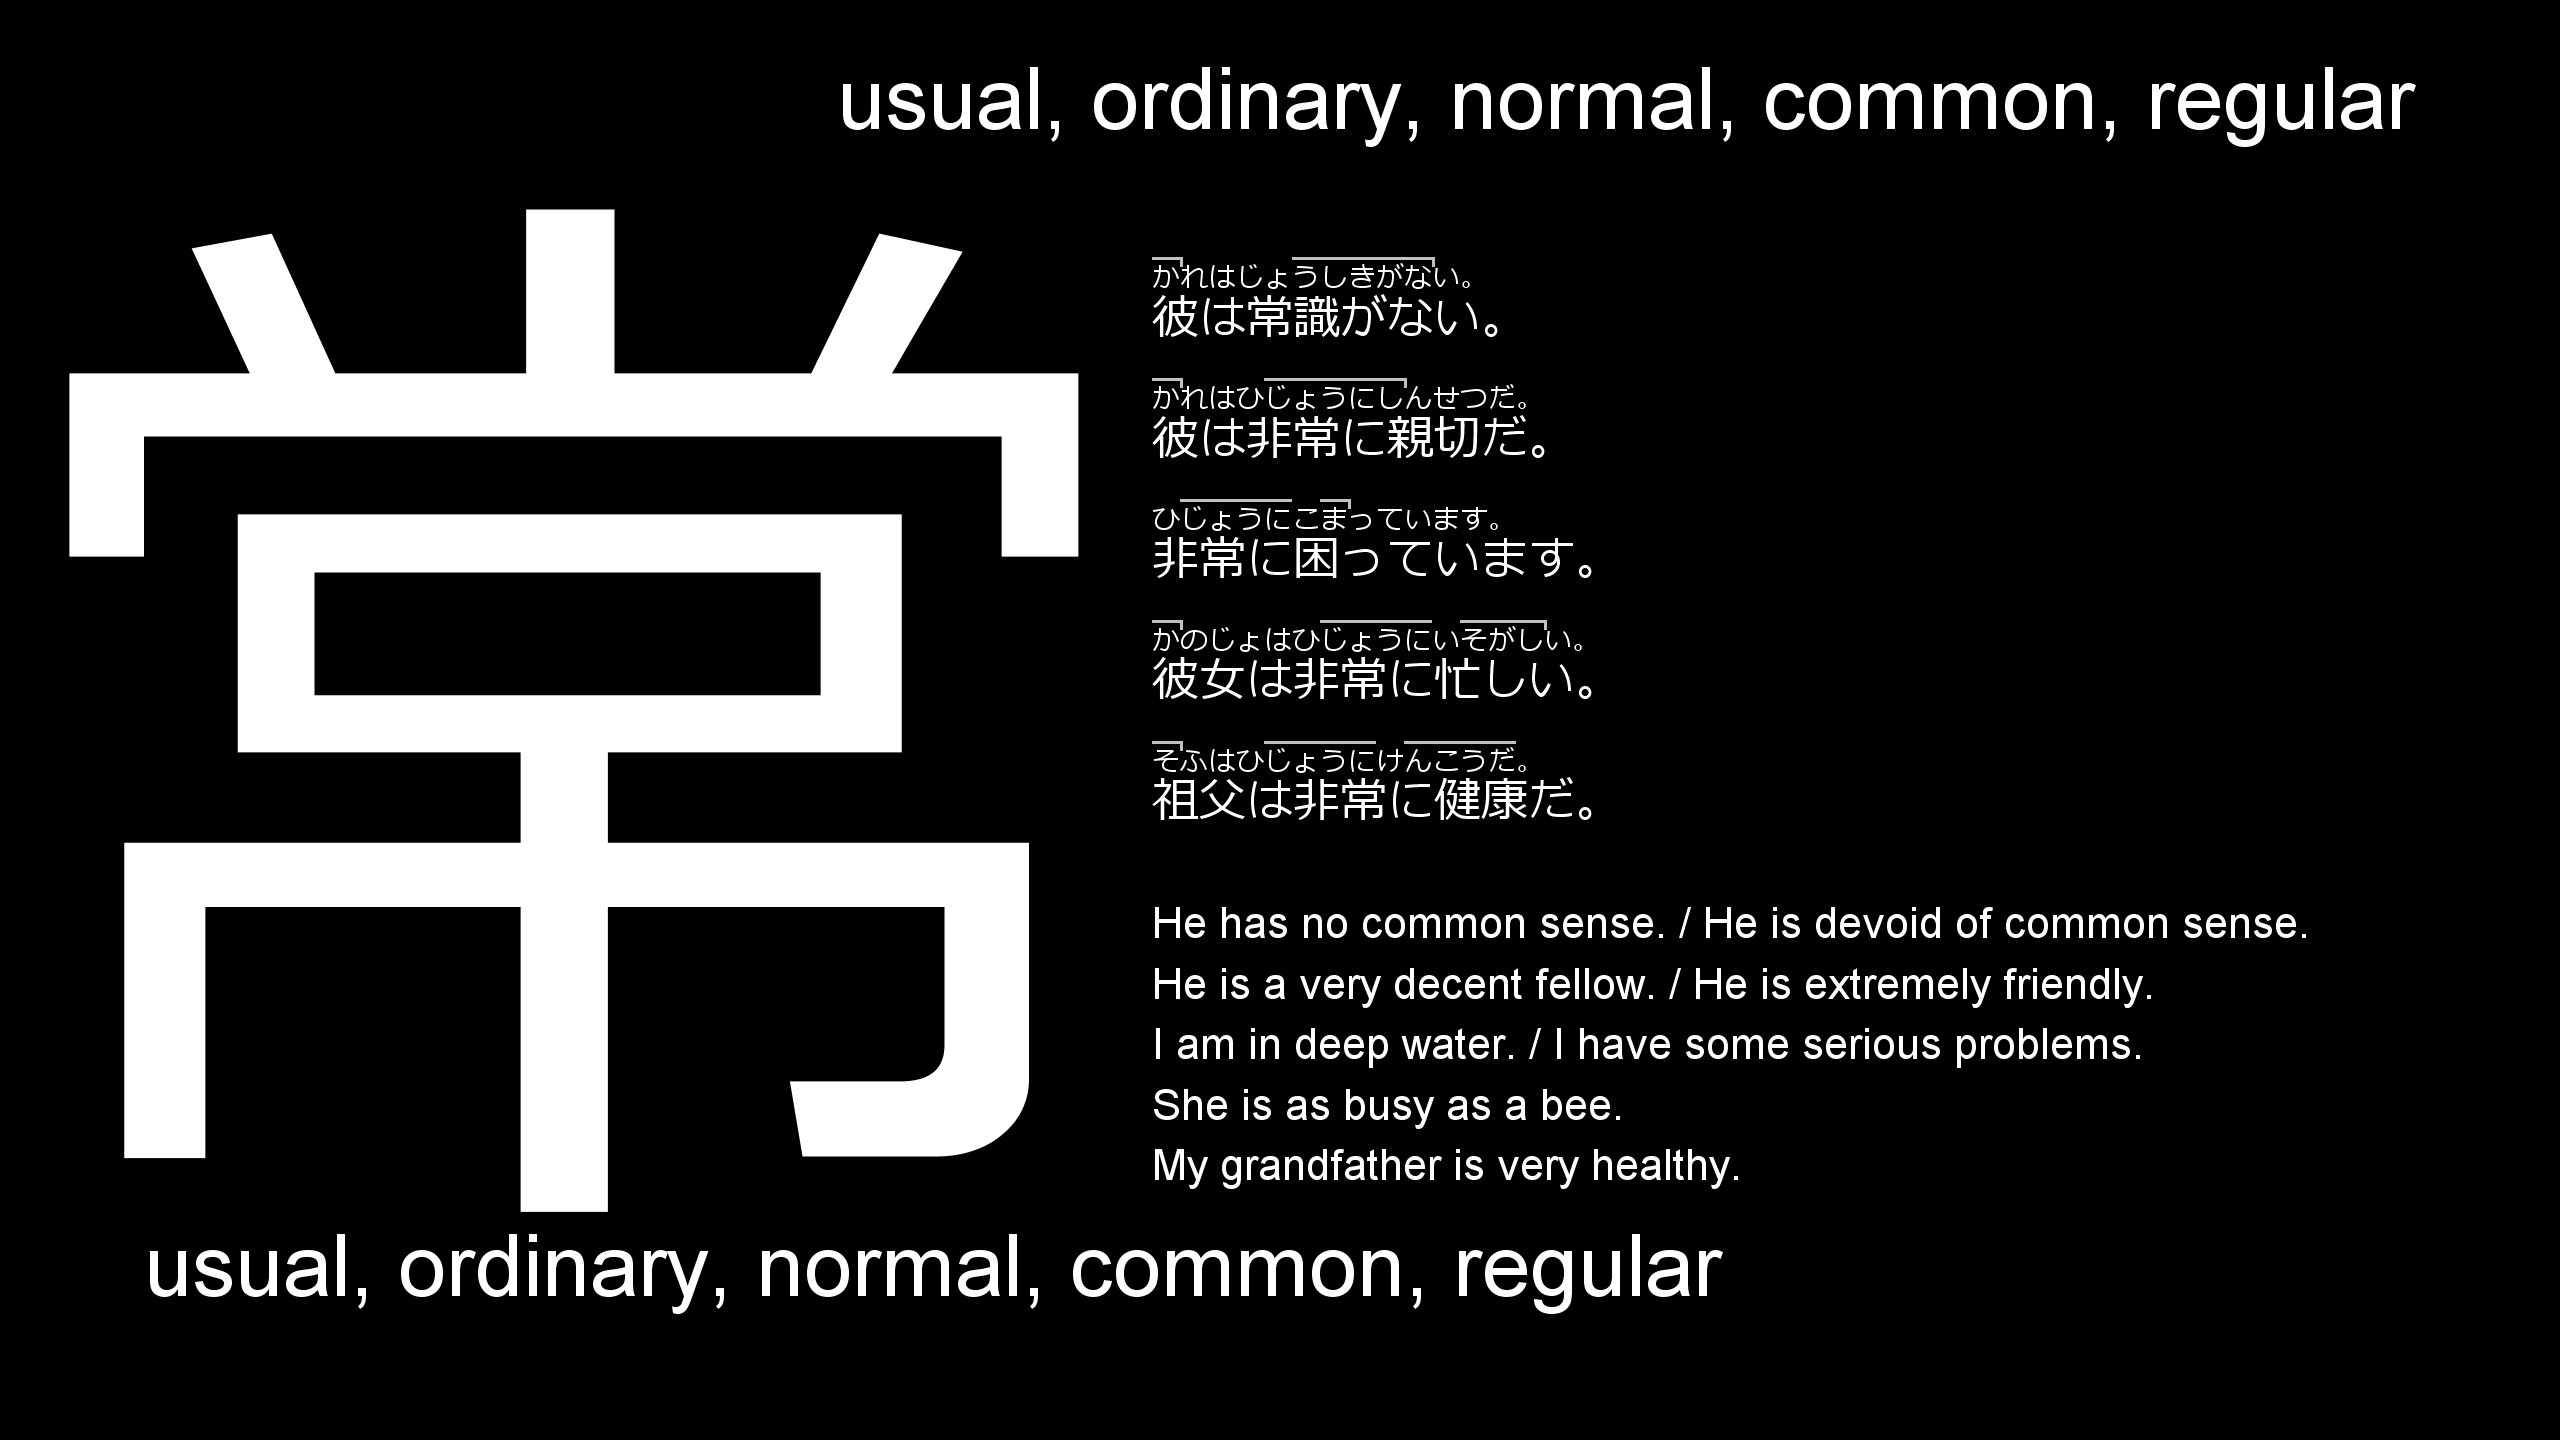 usual, ordinary, normal, common, regular
常
かれはじょうしきがない。
彼は常識がない。
かれはひじょうにしんせつだ。
彼は非常に親切だ。
ひじょうにこまっています。
非常に困っています。
かのじょはひじょうにいそがしい。
彼女は非常に忙しい。
そふはひじょうにけんこうだ。
祖父は非常に健康だ。
He has no common sense. / He is devoid of common sense.
He is a very decent fellow. / He is extremely friendly.
I am in deep water. / I have some serious problems.
She is as busy as a bee.
My grandfather is very healthy.
usual, ordinary, normal, common, regular